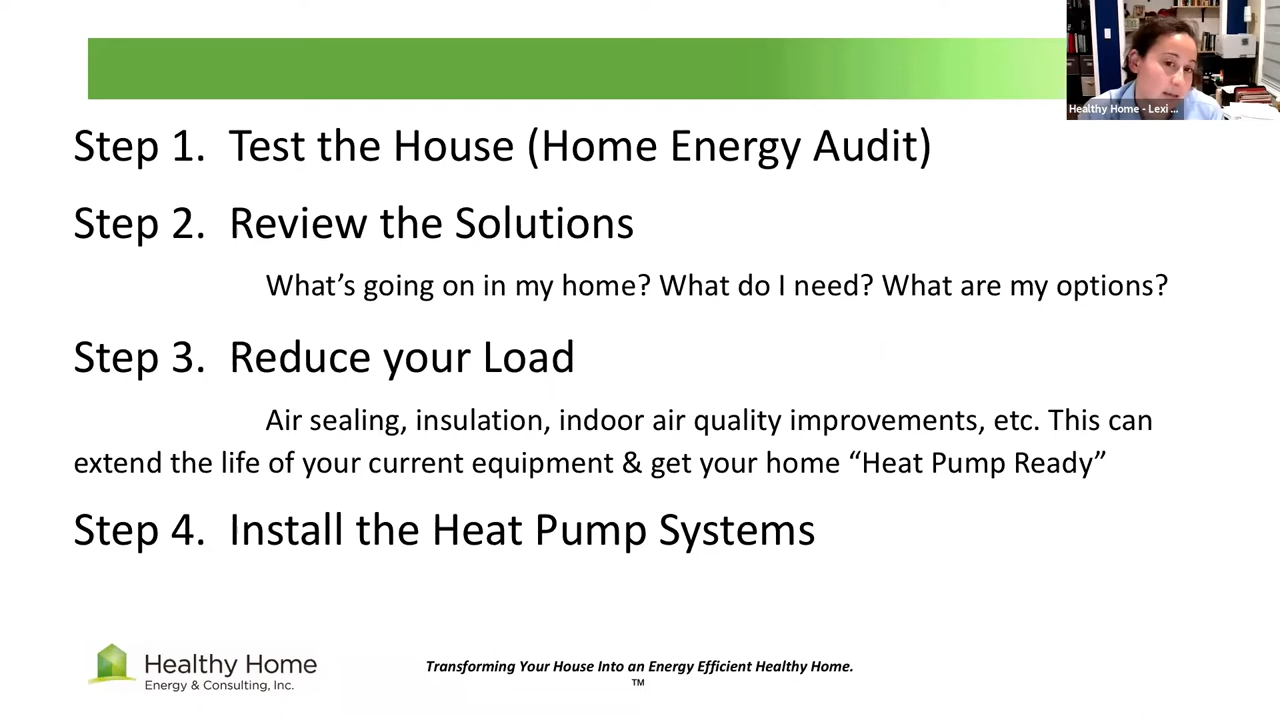 Healthy Home - Lexi ...
Step 1. Test the House (Home Energy Audit)
Step 2. Review the Solutions
What’s going on in my home? What do I need? What are my options?
Step 3. Reduce your Load
Air sealing, insulation, indoor air quality improvements, etc. This can
extend the life of your current equipment & get your home “Heat Pump Ready”
Step 4. Install the Heat Pump Systems
Healthy Home
Energy & Consulting, Inc.
Transforming Your House Into an Energy Efficient Healthy Home.
™